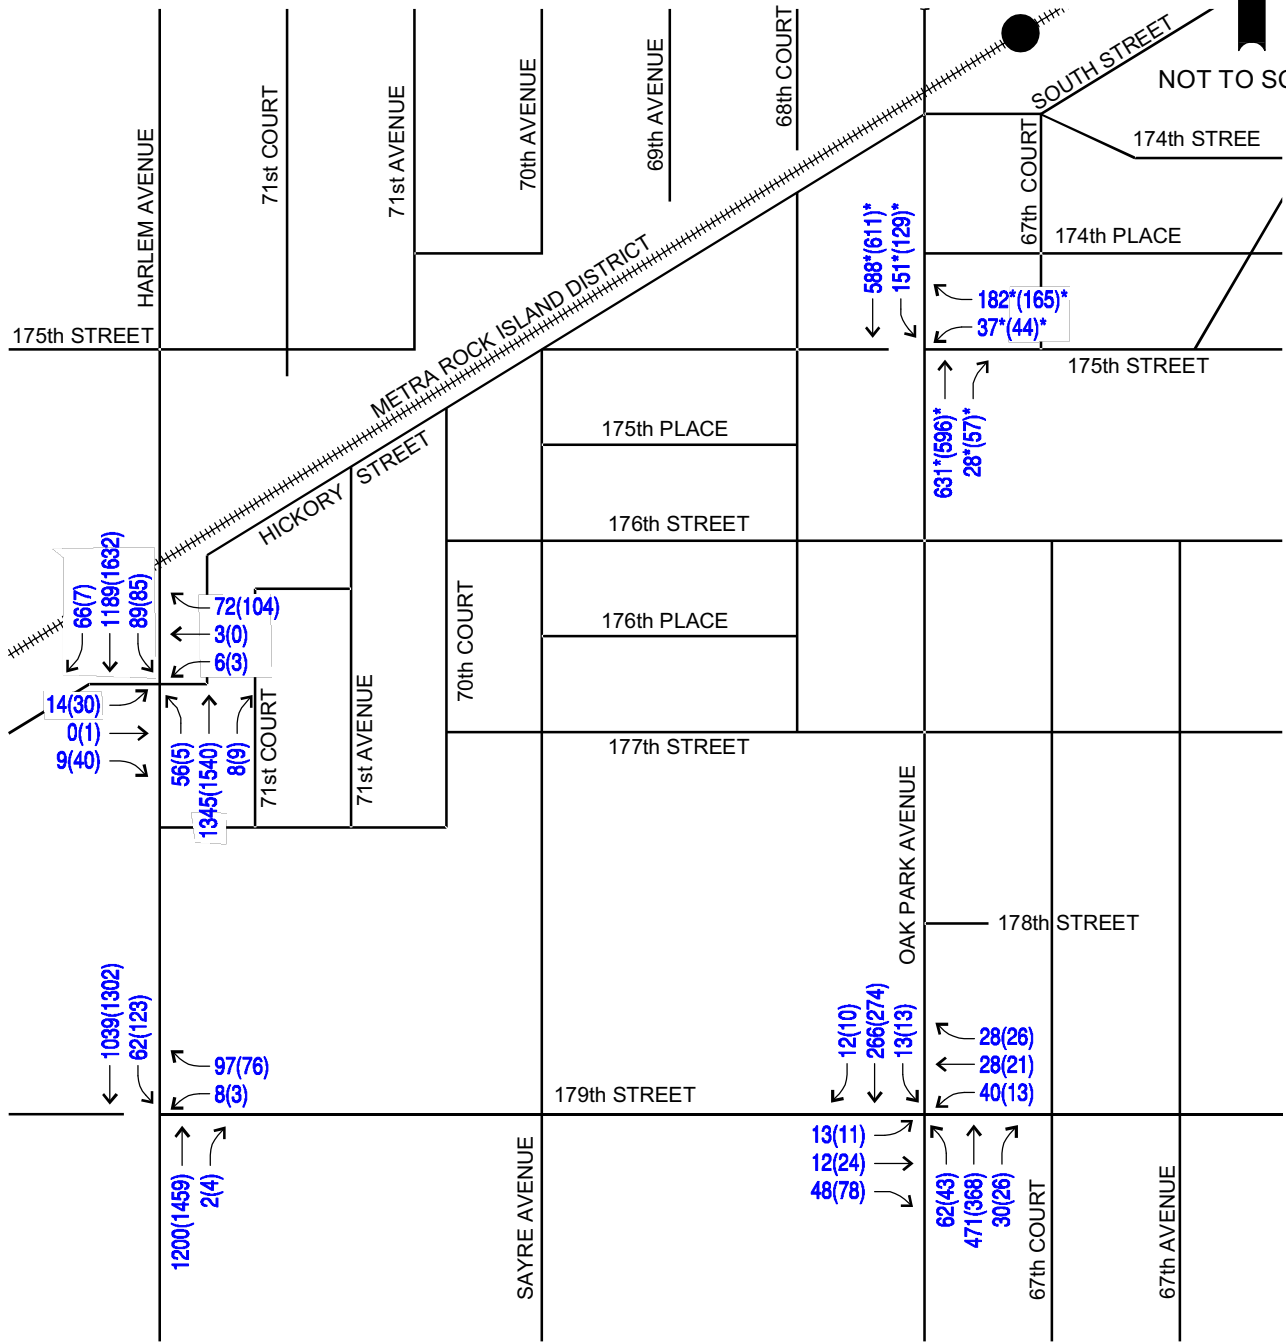 68th COURT
SOUTH STREET
NOT TO SC
69th AVENUE
71st COURT
71st AVENUE
70th AVENUE
HARLEM AVENUE
67th COURT
174th STREE
174th PLACE
METRA ROCK ISLAND DISTRICT
588*(611)*
151*(129)*
182*(165)*
37*(44)*
175th STREET
175th STREET
631*(596)*
28*(57)*
175th PLACE
HICKORY STREET
176th STREET
66(7)
1189(1632)
89(85)
72(104)
3(0)
6(3)
70th COURT
176th PLACE
14(30)
0(1)
9(40)
56(5)
1345(1540)
8(9)
71st COURT
71st AVENUE
177th STREET
OAK PARK AVENUE
178th STREET
1039(1302)
62(123)
97(76)
8(3)
179th STREET
12(10)
266(274)
13(13)
28(26)
28(21)
40(13)
1200(1459)
2(4)
SAYRE AVENUE
13(11)
12(24)
48(78)
62(43)
471(368)
30(26)
67th COURT
67th AVENUE